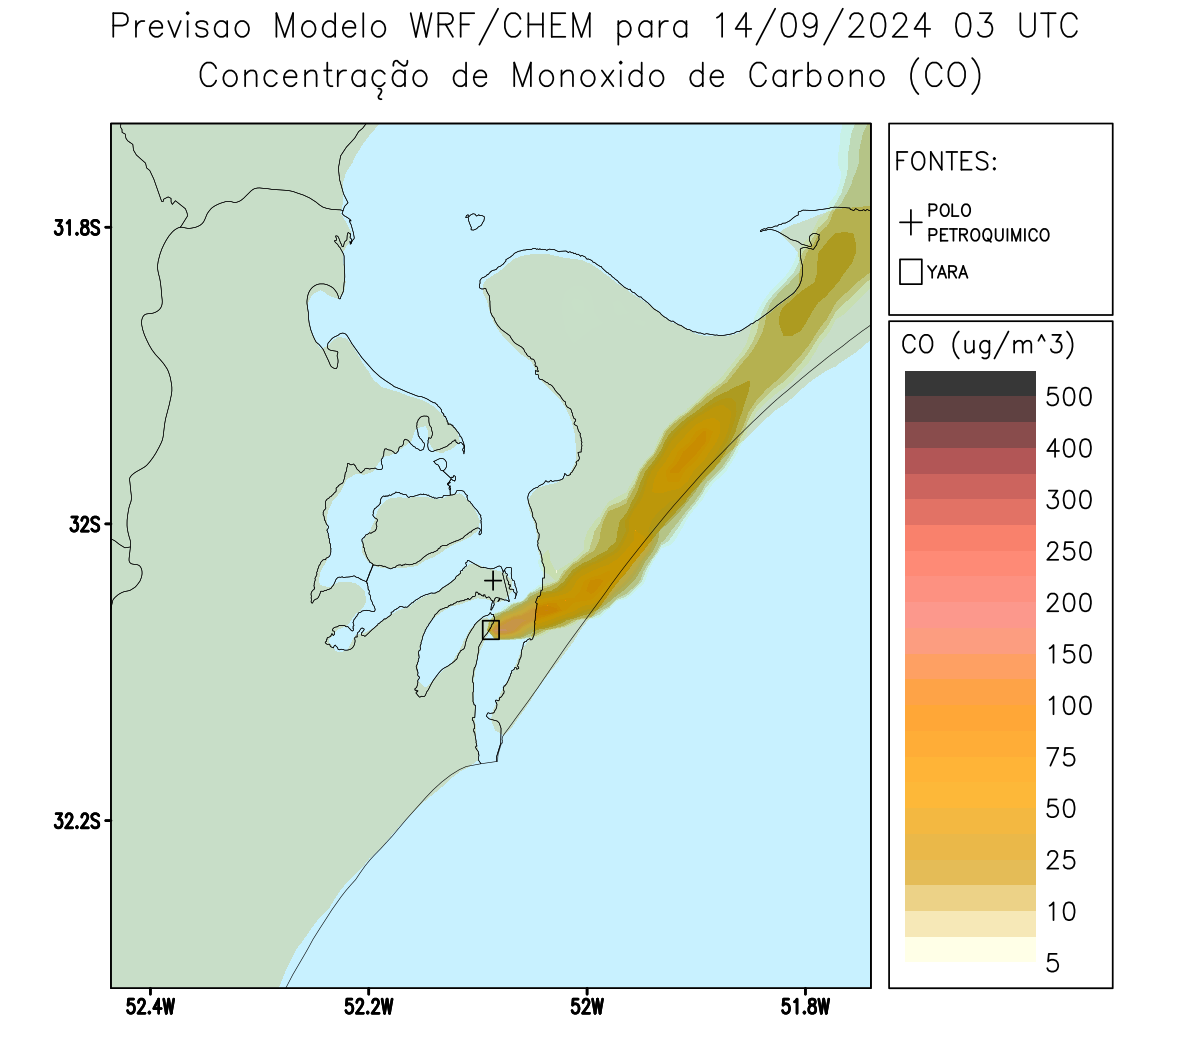 Previsao Modelo WRF/CHEM para 14/09/2024 03 UTC
Concentração de Monoxido de Carbono (CO)
FONTES:
POLO
PETROQUIMICO
YARA
CO (ug/m^3)
500
400
300
250
200
150
100
75
50
25
10
5
31.8S
32S
32.2S
52.4W
52.2W
52W
51.8W